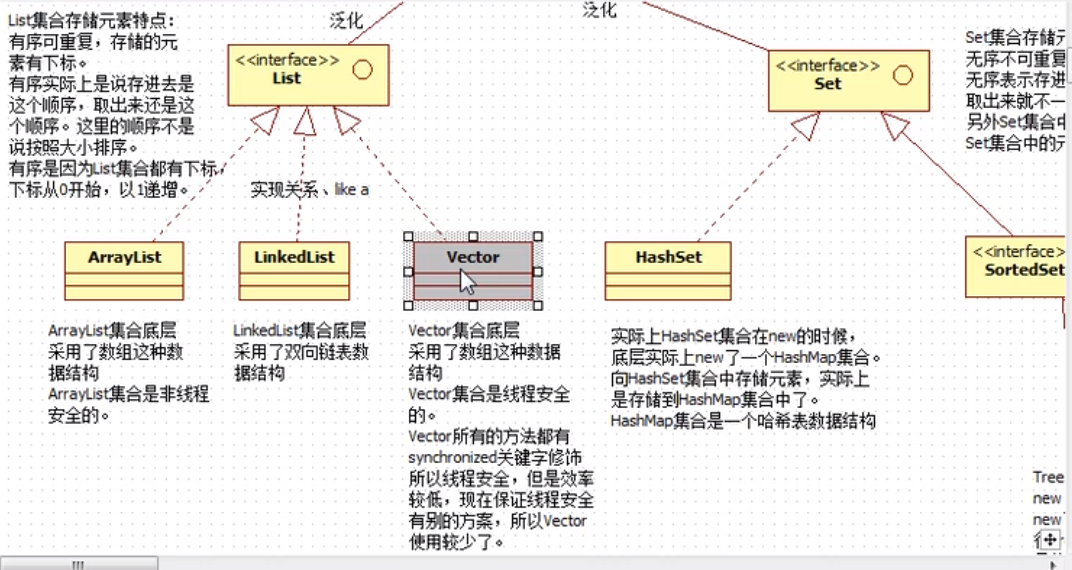 List集合存储元素特点：
有序可重复，存储的元
素有下标。
有序实际上是说存进去是
这个顺序，取出来还是这
个顺序。这里的顺序不是
说按照大小排序。
有序是因为List集合都有下标，
下标从0开始，以1递增。
泛化
泛化
<<interface>>
List
<<interface>>
Set
Set集合存储元
无序不可重复
无序表示存进
取出来就不一
另外Set集合中
Set集合中的元
实现关系、like a
ArrayList
LinkedList
Vector
HashSet
<<interface>
SortedSet
ArrayList集合底层
采用了数组这种数
据结构
ArrayList集合是非线程
安全的。
LinkedList集合底层
采用了双向链表数
据结构
Vector集合底层
采用了数组这种数据
结构
Vector集合是线程安全
的。
Vector所有的方法都有
synchronized关键字修饰
所以线程安全，但是效率
较低，现在保证线程安全
有别的方案，所以Vector
使用较少了。
实际上HashSet集合在new的时候，
底层实际上new了一个HashMap集合。
向HashSet集合中存储元素，实际上
是存储到HashMap集合中了。
HashMap集合是一个哈希表数据结构
Tree
new
new